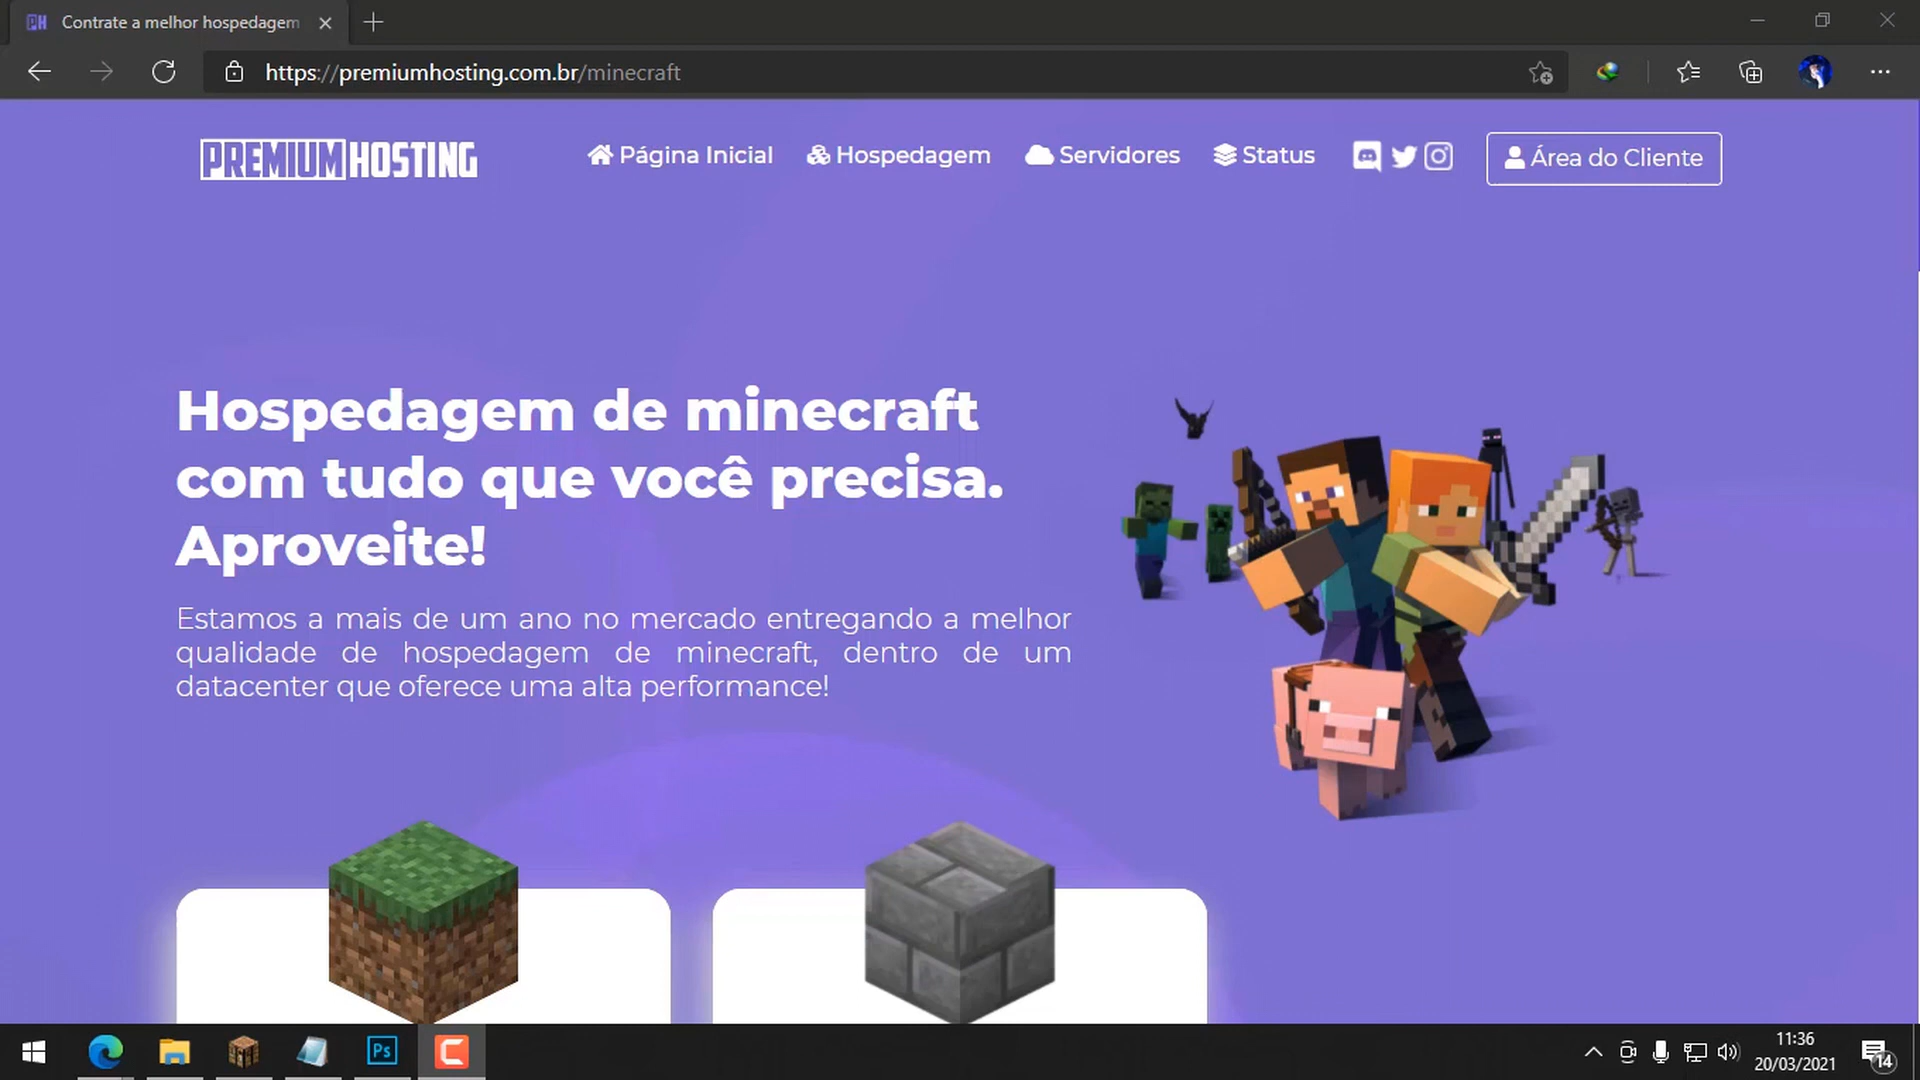 PH Contrate a melhor hospedagem
https://premiumhosting.com.br/minecraft
PREMIUMHOSTING
Página Inicial
Hospedagem
Servidores
Status
Área do Cliente
Hospedagem de minecraft
com tudo que você precisa.
Aproveite!
Estamos a mais de um ano no mercado entregando a melhor
qualidade de hospedagem de minecraft, dentro de um
datacenter que oferece uma alta performance!
Ps
11:36
20/03/2021
14